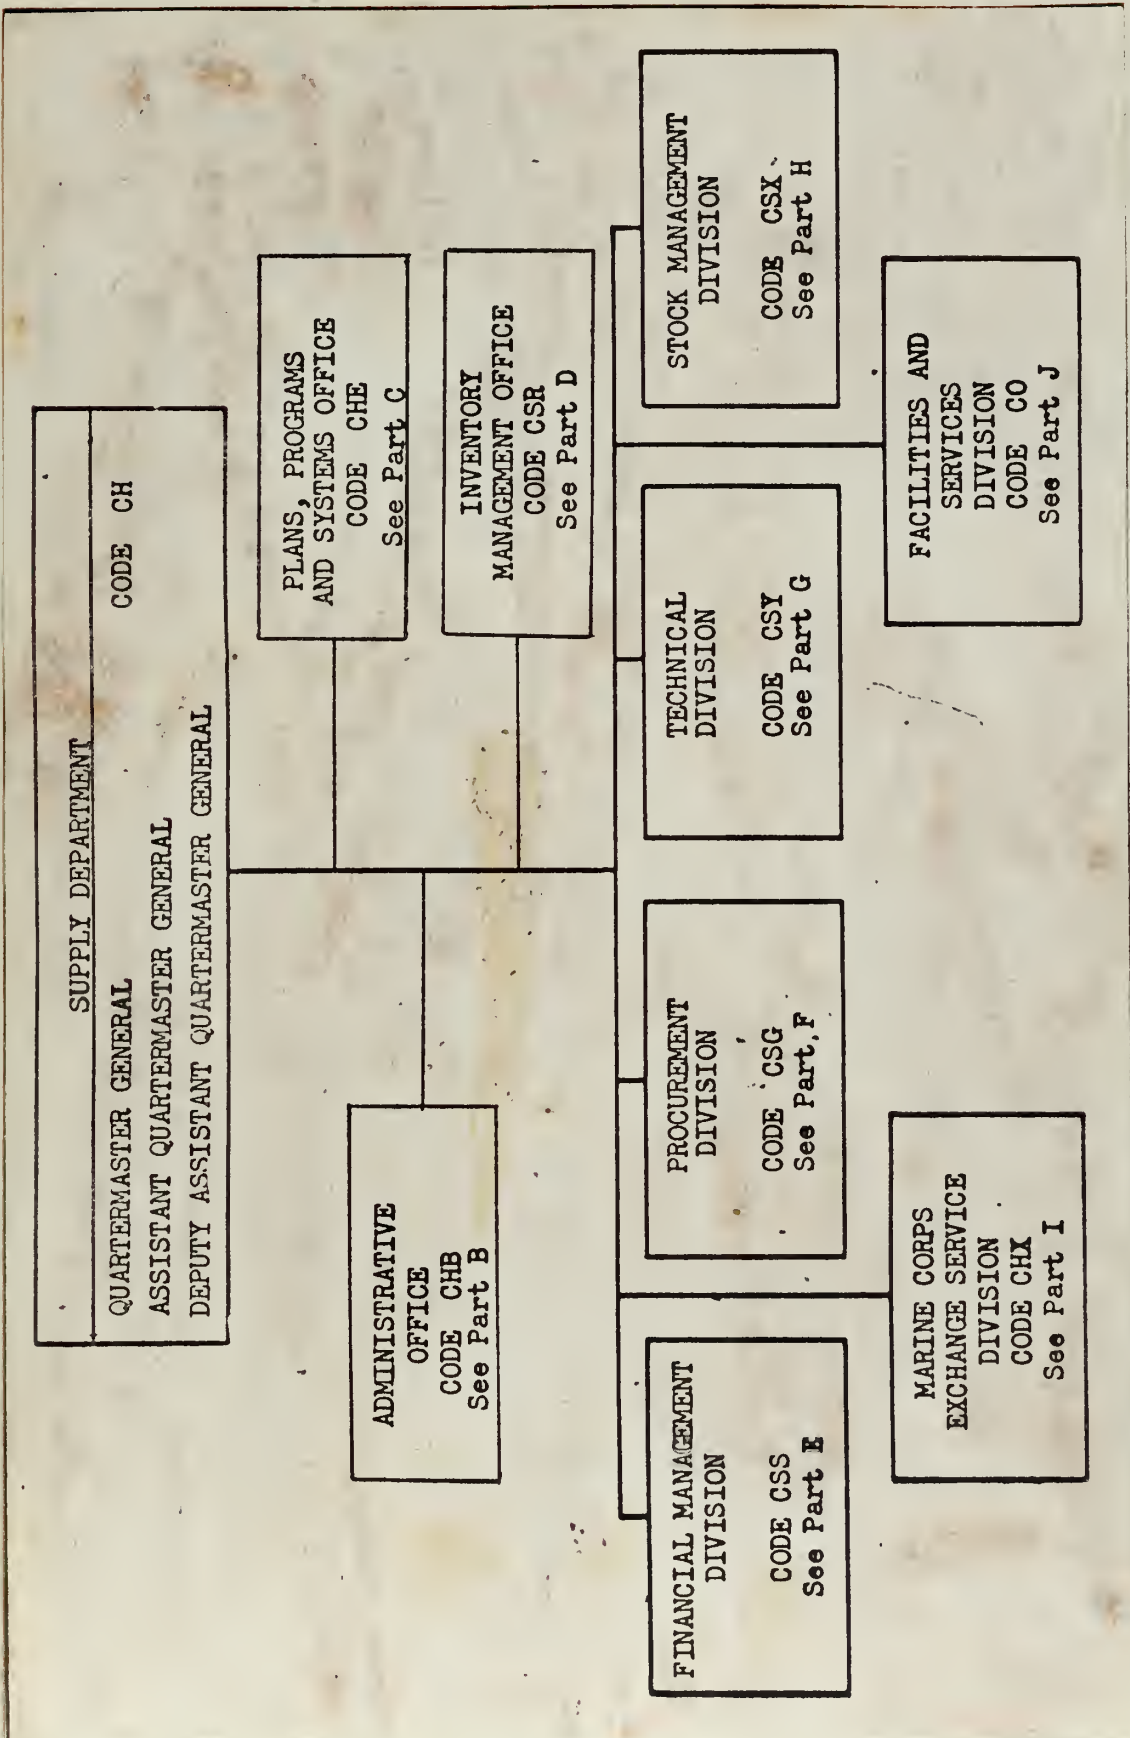 SUPPLY DEPARTMENT
QUARTERMASTER GENERAL CODE CH
ASSISTANT QUARTERMASTER GENERAL
DEPUTY ASSISTANT QUARTERMASTER GENERAL
PLANS, PROGRAMS
AND SYSTEMS OFFICE
CODE CHE
See Part C
ADMINISTRATIVE
OFFICE
CODE CHB
See Part B
INVENTORY
MANAGEMENT OFFICE
CODE CSR
See Part D
FINANCIAL MANAGEMENT
DIVISION
CODE CSS
See Part E
PROCUREMENT
DIVISION
CODE CSG
See Part F
TECHNICAL
DIVISION
CODE CSY
See Part G
STOCK MANAGEMENT
DIVISION
CODE CSX
See Part H
MARINE CORPS
EXCHANGE SERVICE
DIVISION
CODE CHX
See Part I
FACILITIES AND
SERVICES
DIVISION
CODE CO
See Part J